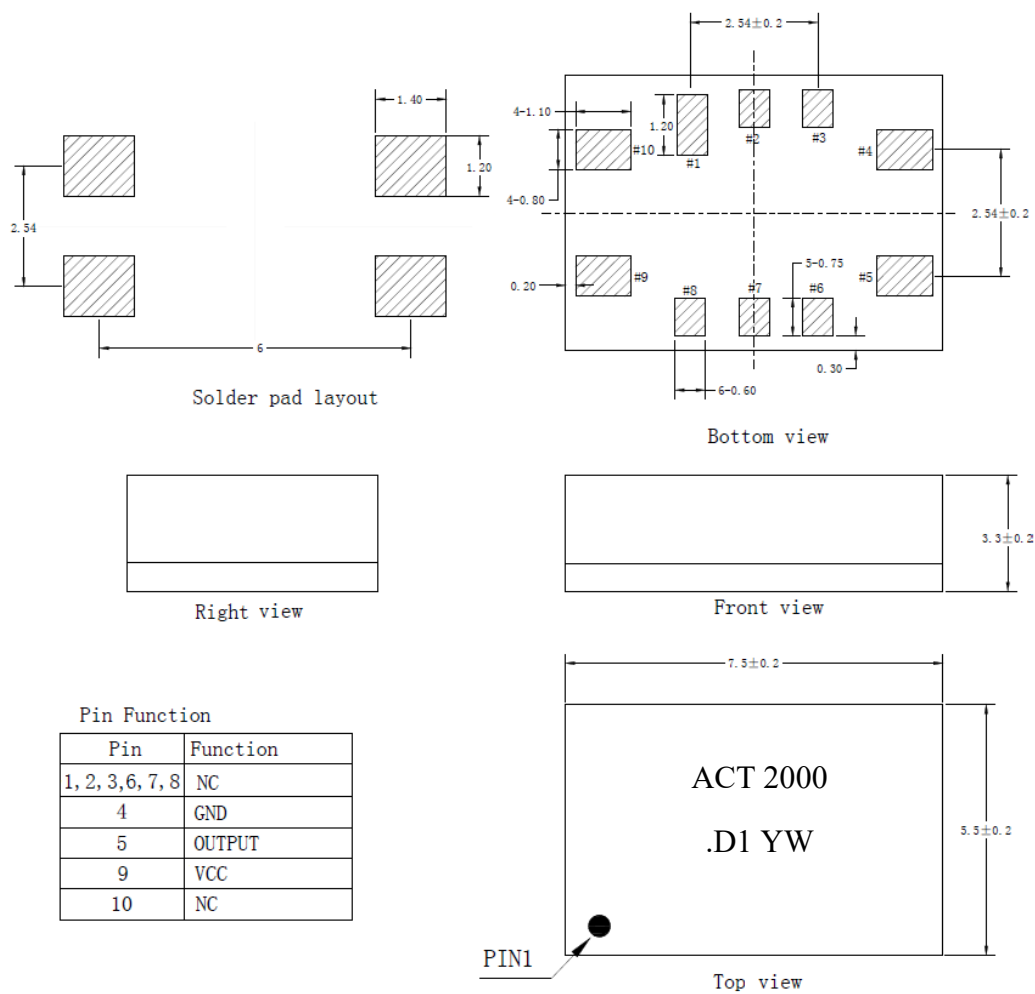 2.54±0.2
1.40
1.20
2.54
6
Solder pad layout
4-1.10
1.20
#10
#1
#2
#3
#4
4-0.80
2.54±0.2
0.20
#9
#8
#7
5-0.75
#6
#5
6-0.60
0.30
Bottom view
Right view
3.3±0.2
Front view
7.5±0.2
Pin Function
Pin Function
1,2,3,6,7,8 NC
4 GND
5 OUTPUT
9 VCC
10 NC
ACT 2000
.D1 YW
5.5±0.2
PIN1
Top view